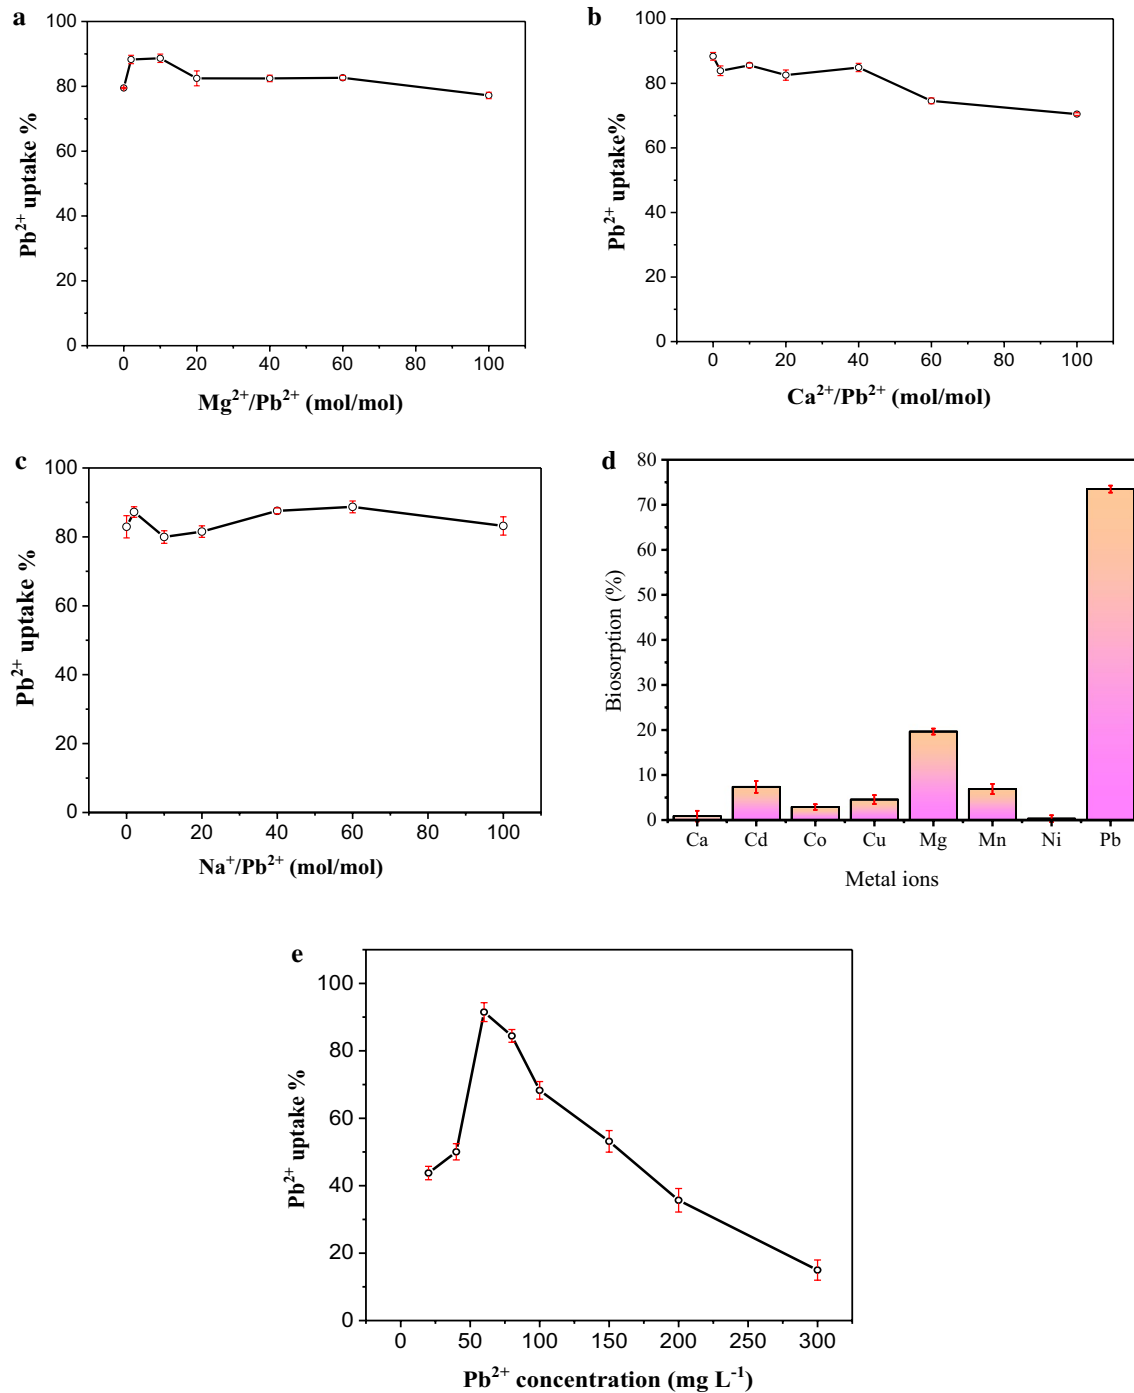 a
100
80
60
40
20
0
Pb²⁺ uptake %
0 20 40 60 80 100
Mg²⁺/Pb²⁺ (mol/mol)
b
100
80
60
40
20
0
Pb²⁺ uptake%
0 20 40 60 80 100
Ca²⁺/Pb²⁺ (mol/mol)
c
100
80
60
40
20
0
Pb²⁺ uptake %
0 20 40 60 80 100
Na⁺/Pb²⁺ (mol/mol)
d
80
70
60
50
40
30
20
10
0
Biosorption (%)
Ca Cd Co Cu Mg Mn Ni Pb
Metal ions
e
100
80
60
40
20
0
Pb²⁺ uptake %
0 50 100 150 200 250 300
Pb²⁺ concentration (mg L⁻¹)